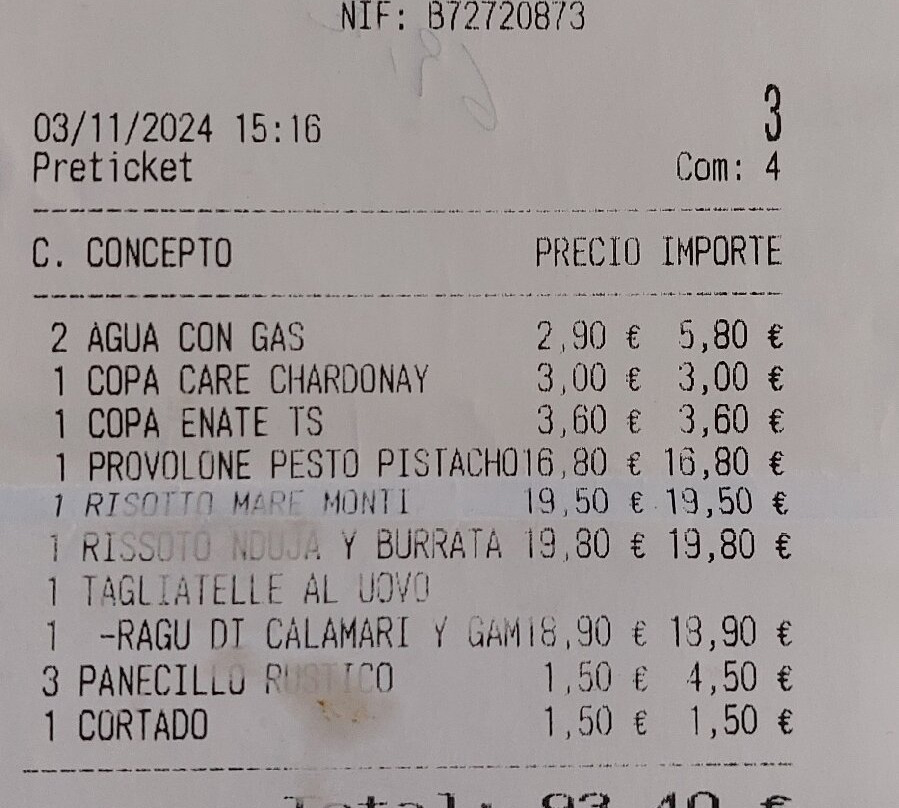 NIF: B72720873
3
03/11/2024 15:16
Preticket Com: 4
C. CONCEPTO PRECIO IMPORTE
2 AGUA CON GAS 2,90 € 5,80 €
1 COPA CARE CHARDONAY 3,00 € 3,00 €
1 COPA ENATE TS 3,60 € 3,60 €
1 PROVOLONE PESTO PISTACHO16,80 € 16,80 €
1 RISOTTO MARE MONTI 19,50 € 19,50 €
1 RISSOTO NDUJA Y BURRATA 19,80 € 19,80 €
1 TAGLIATELLE AL UOVO
1 -RAGU DI CALAMARI Y GAM18,90 € 18,90 €
3 PANECILLO RUSTICO 1,50 € 4,50 €
1 CORTADO 1,50 € 1,50 €
Total: 93,40 €